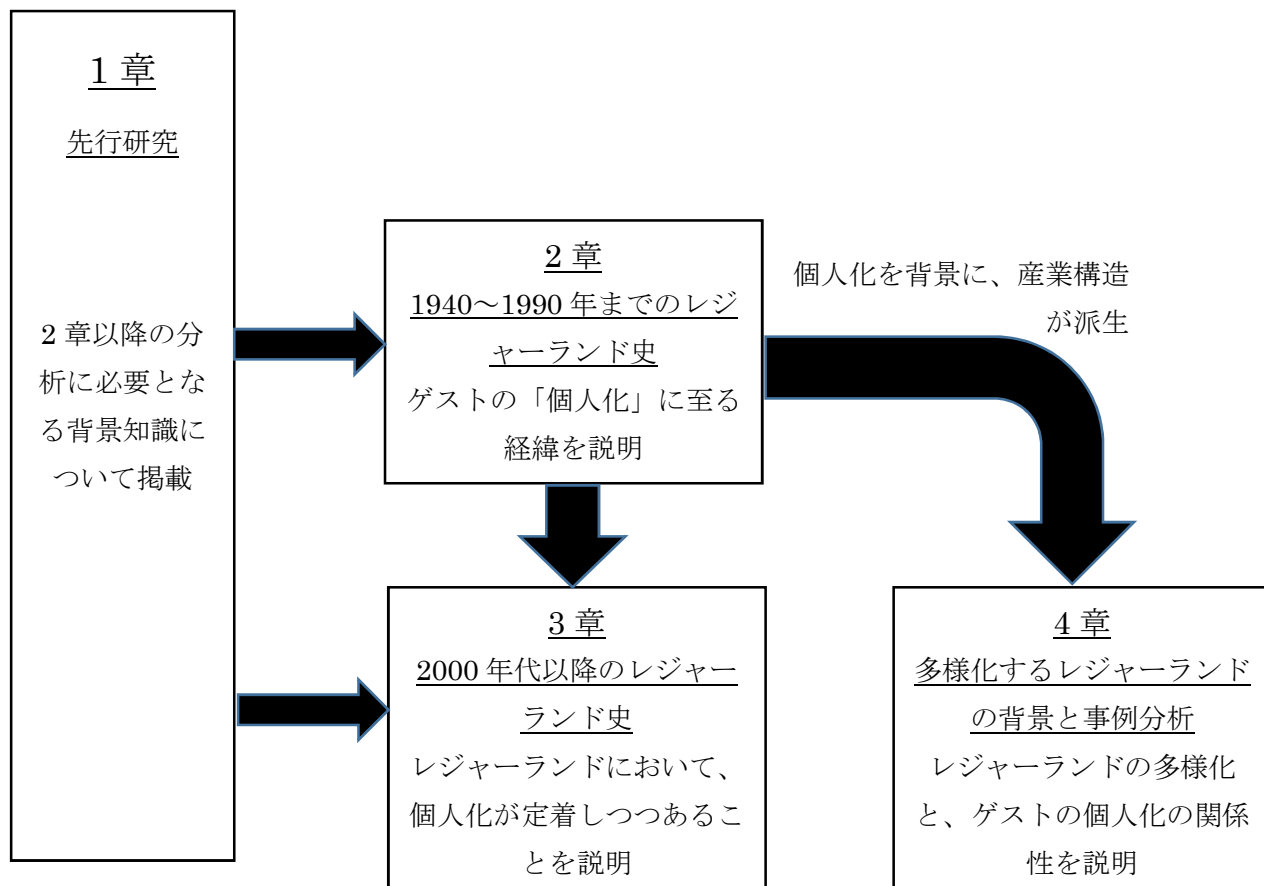 1 章
先行研究
2 章以降の分
析に必要とな
る背景知識に
ついて掲載
2 章
1940～1990 年までのレジ
ャーランド史
ゲストの「個人化」に至る
経緯を説明
個人化を背景に、産業構造
が派生
3 章
2000 年代以降のレジャー
ランド史
レジャーランドにおいて、
個人化が定着しつつあるこ
とを説明
4 章
多様化するレジャーランド
の背景と事例分析
レジャーランドの多様化
と、ゲストの個人化の関係
性を説明